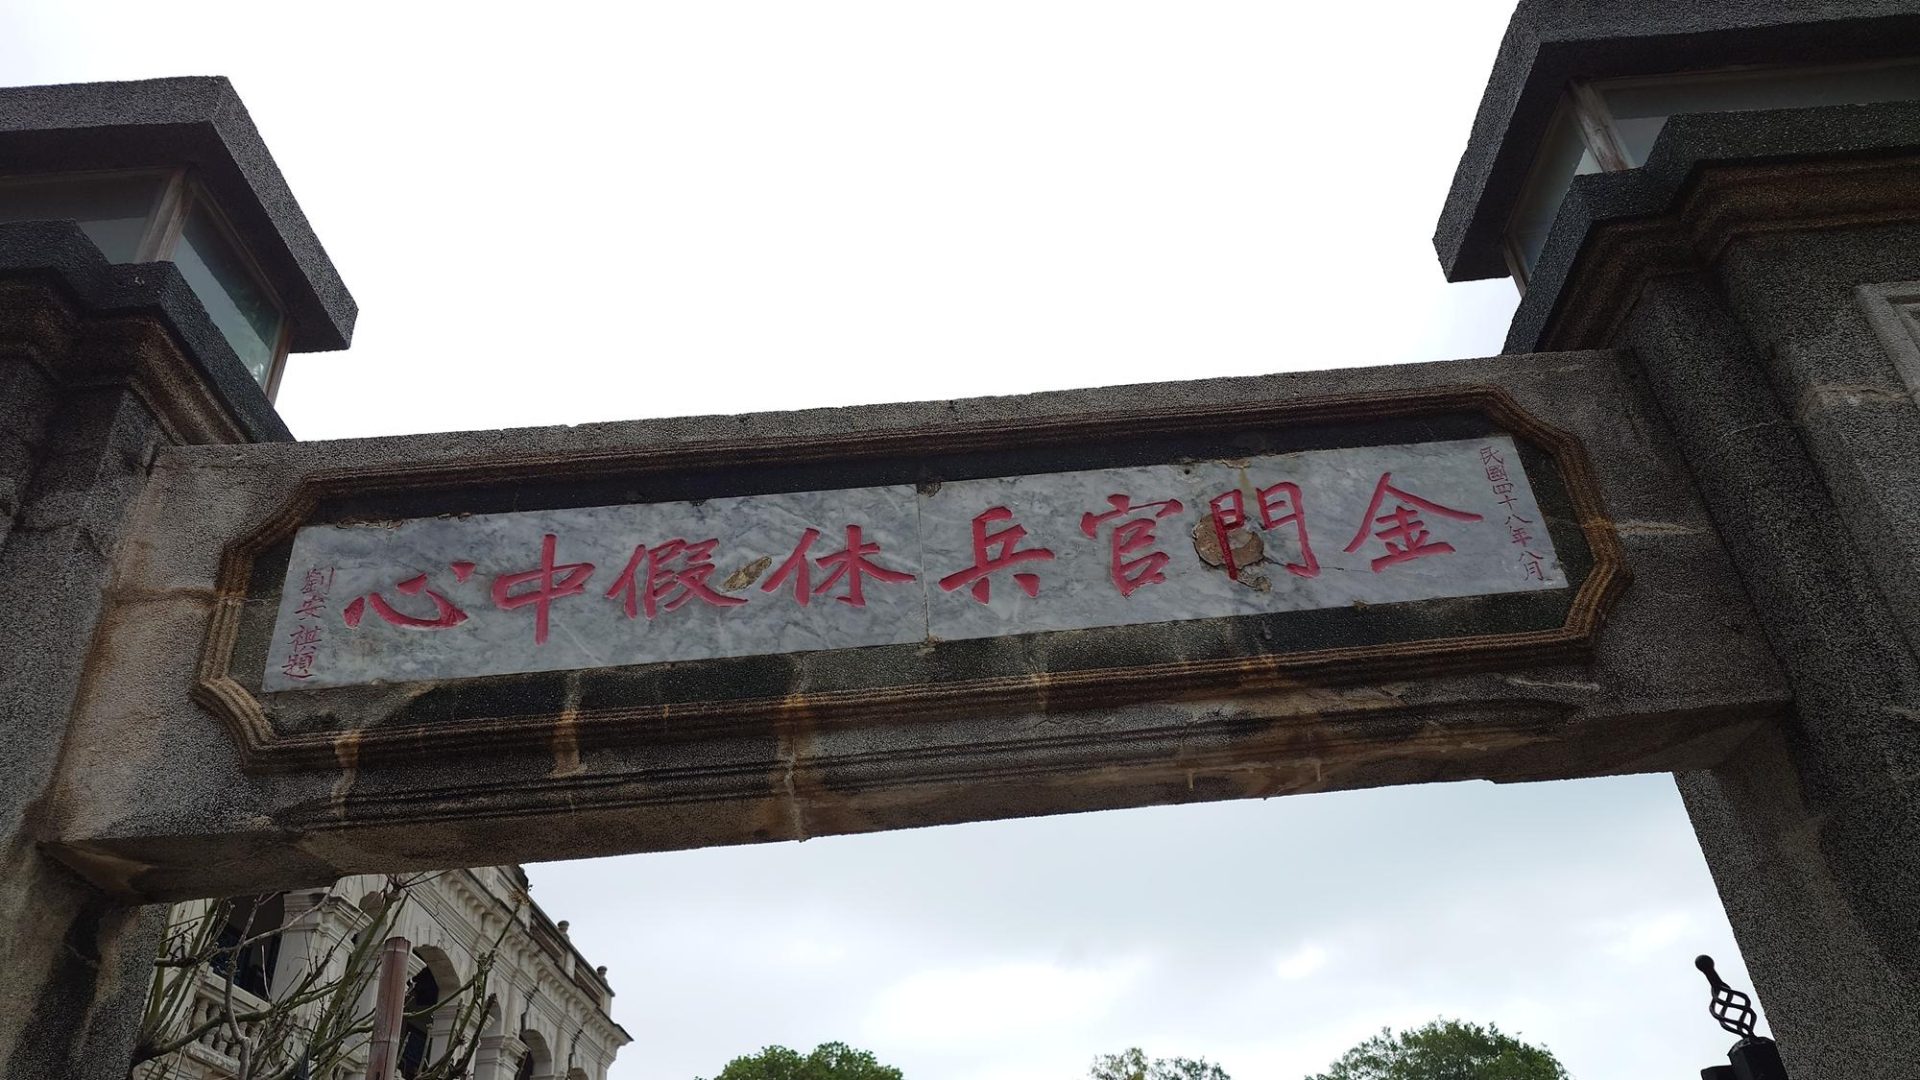 民國四十八年八月
金門官兵休假中心
劉安祺題